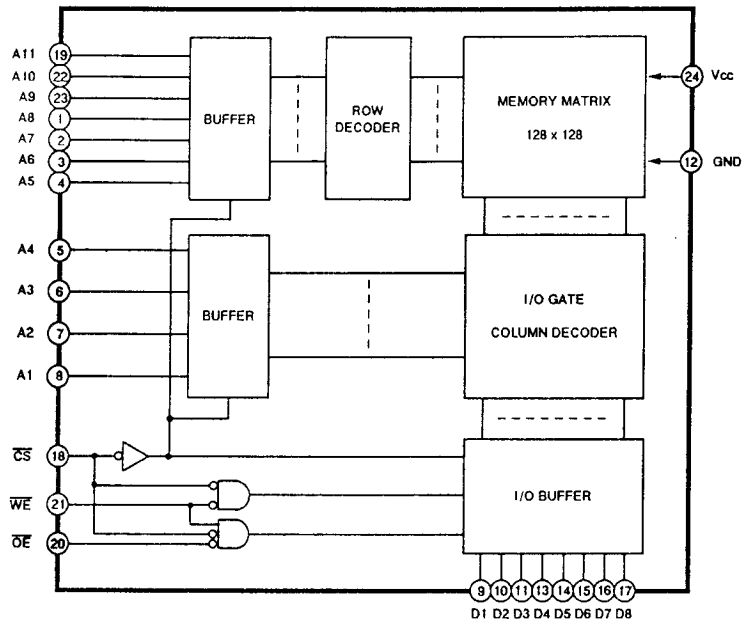 A11 19
A10 22
A9 23
A8 1
A7 2
A6 3
A5 4
BUFFER
ROW
DECODER
MEMORY MATRIX
128 x 128
24 Vcc
12 GND
A4 5
A3 6
A2 7
A1 8
BUFFER
I/O GATE
COLUMN DECODER
CS 18
WE 21
OE 20
I/O BUFFER
9 10 11 13 14 15 16 17
D1 D2 D3 D4 D5 D6 D7 D8